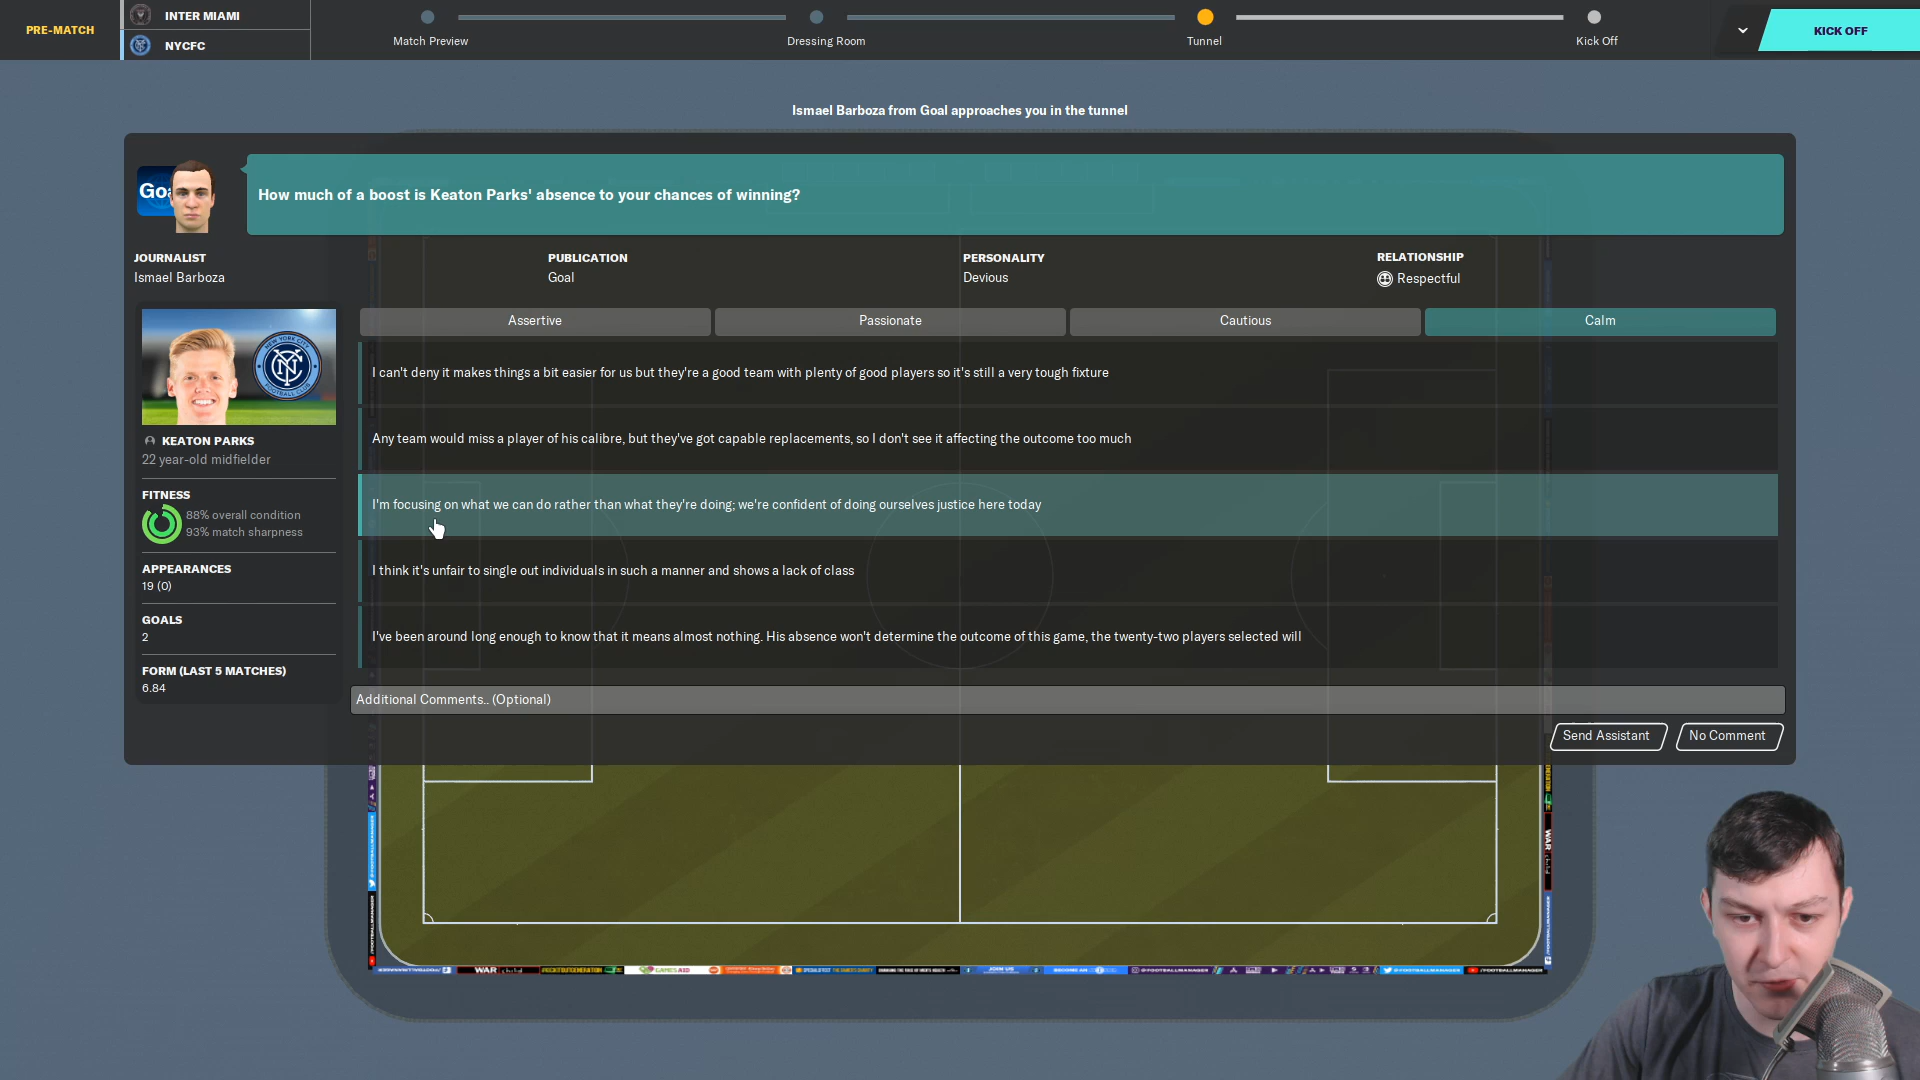 PRE-MATCH
INTER MIAMI
NYCFC
Match Preview
Dressing Room
Tunnel
Kick Off
KICK OFF
Ismael Barboza from Goal approaches you in the tunnel
Go
How much of a boost is Keaton Parks' absence to your chances of winning?
JOURNALIST
Ismael Barboza
PUBLICATION
Goal
PERSONALITY
Devious
RELATIONSHIP
Respectful
Assertive
Passionate
Cautious
Calm
I can't deny it makes things a bit easier for us but they're a good team with plenty of good players so it's still a very tough fixture
Any team would miss a player of his calibre, but they've got capable replacements, so I don't see it affecting the outcome too much
I'm focusing on what we can do rather than what they're doing; we're confident of doing ourselves justice here today
I think it's unfair to single out individuals in such a manner and shows a lack of class
I've been around long enough to know that it means almost nothing. His absence won't determine the outcome of this game, the twenty-two players selected will
KEATON PARKS
22 year-old midfielder
FITNESS
88% overall condition
93% match sharpness
APPEARANCES
19 (0)
GOALS
2
FORM (LAST 5 MATCHES)
6.84
Additional Comments.. (Optional)
Send Assistant
No Comment
WAR
GAMES AID
JOIN US
/FOOTBALLMANAGER